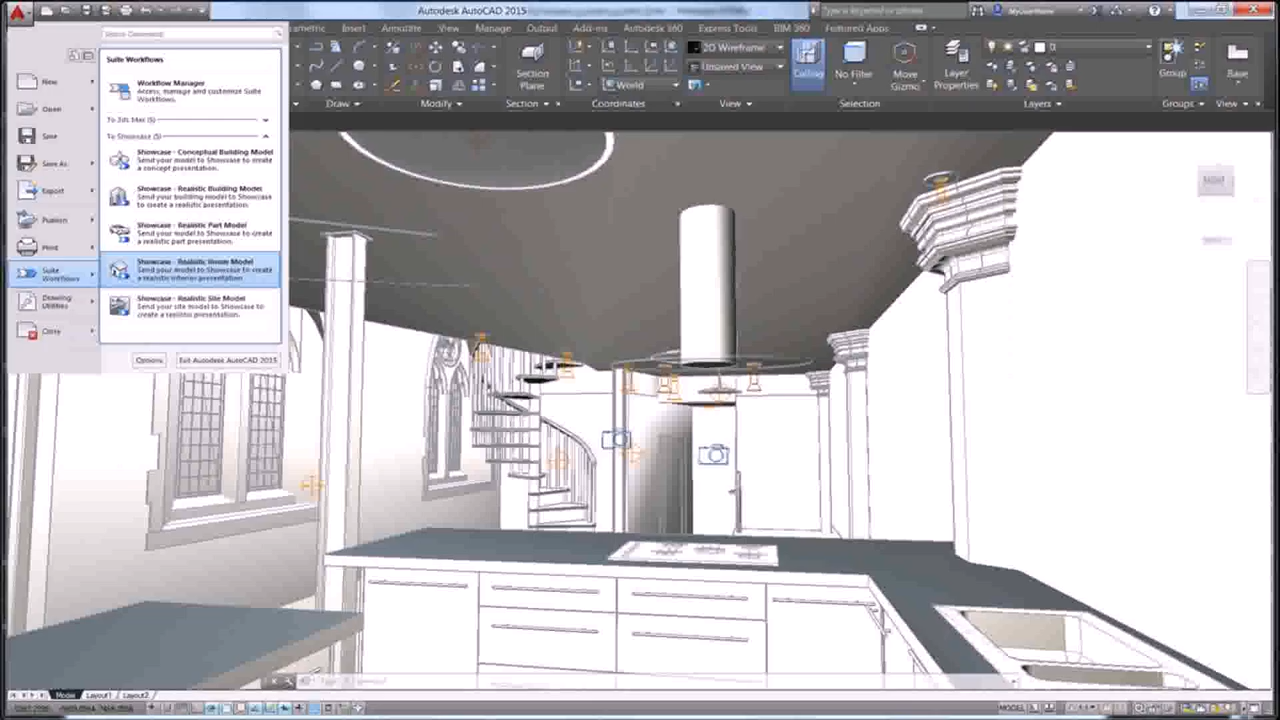 Autodesk AutoCAD 2015
Insert
Annotate
View
Manage
Output
Add-ins
Autodesk 360
Express Tools
BIM 360
Featured Apps
Suite Workflows
Workflow Manager
Access, manage and customize Suite
Workflows.
To 3ds Max (5)
To Showcase (5)
Showcase - Conceptual Building Model
Send your model to Showcase to create
a concept presentation.
Showcase - Realistic Building Model
Send your building model to Showcase
to create a realistic presentation.
Showcase - Realistic Part Model
Send your model to Showcase to create
a realistic part presentation.
Showcase - Realistic Room Model
Send your model to Showcase to create
a realistic interior presentation.
Showcase - Realistic Site Model
Send your site model to Showcase to
create a realistic presentation.
Options
Exit Autodesk AutoCAD 2015
New
Open
Save
Save As
Export
Publish
Print
Suite
Workflows
Drawing
Utilities
Close
Draw
Modify
Section
Plane
Section
World
Coordinates
2D Wireframe
Unsaved View
View
Culling
No Filter
Move
Gizmo
Selection
Layer
Properties
0
Layers
Group
Groups
Base
View
Model
Layout1
Layout2
MODEL